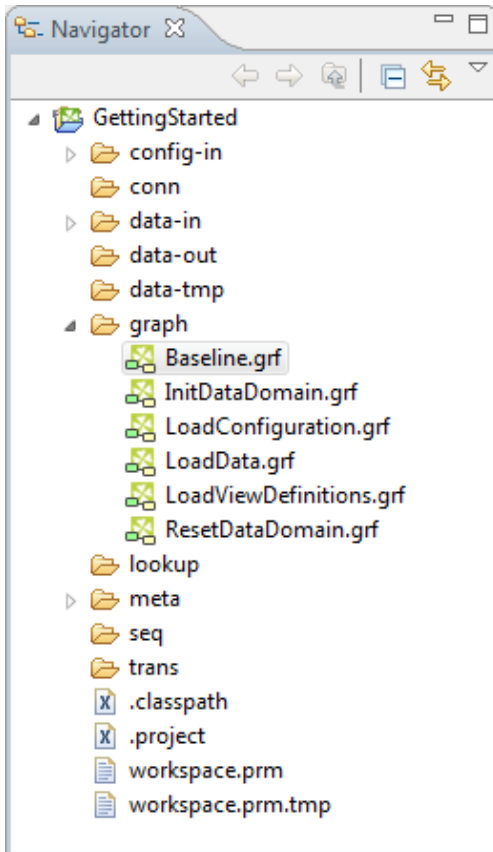 Navigator
GettingStarted
config-in
conn
data-in
data-out
data-tmp
graph
Baseline.grf
InitDataDomain.grf
LoadConfiguration.grf
LoadData.grf
LoadViewDefinitions.grf
ResetDataDomain.grf
lookup
meta
seq
trans
.classpath
.project
workspace.prm
workspace.prm.tmp